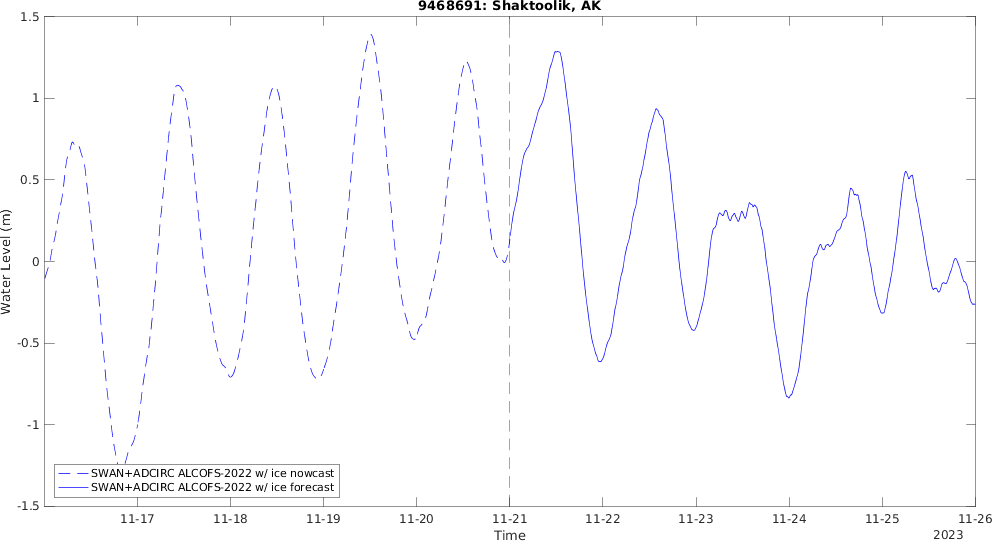 9468691: Shaktoolik, AK
Water Level (m)
1.5
1
0.5
0
-0.5
-1
-1.5
SWAN+ADCIRC ALCOFS-2022 w/ ice nowcast
SWAN+ADCIRC ALCOFS-2022 w/ ice forecast
11-17 11-18 11-19 11-20 11-21 11-22 11-23 11-24 11-25 11-26
Time
2023